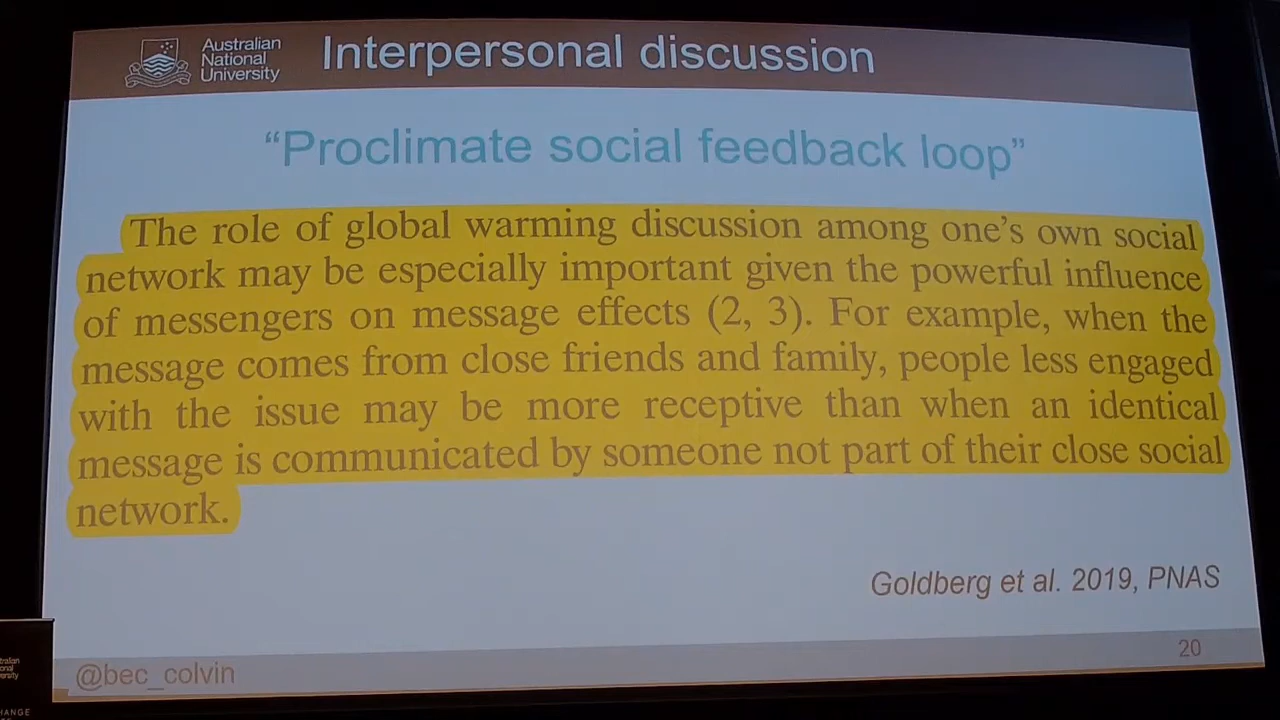 Australian
National
University
Interpersonal discussion
“Proclimate social feedback loop”
The role of global warming discussion among one’s own social
network may be especially important given the powerful influence
of messengers on message effects (2, 3). For example, when the
message comes from close friends and family, people less engaged
with the issue may be more receptive than when an identical
message is communicated by someone not part of their close social
network.
Goldberg et al. 2019, PNAS
20
@bec_colvin
HANGE